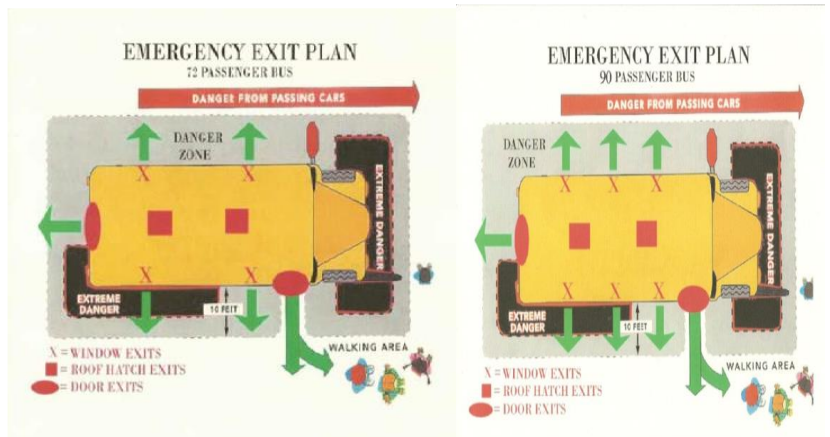 EMERGENCY EXIT PLAN
72 PASSENGER BUS
DANGER FROM PASSING CARS
DANGER
ZONE
X
X
EXTREME DANGER
X
X
EXTREME
DANGER
10 FEET
WALKING AREA
X = WINDOW EXITS
= ROOF HATCH EXITS
= DOOR EXITS
EMERGENCY EXIT PLAN
90 PASSENGER BUS
DANGER FROM PASSING CARS
DANGER
ZONE
X
X
X
EXTREME DANGER
X
X
X
EXTREME
DANGER
10 FEET
WALKING AREA
X = WINDOW EXITS
= ROOF HATCH EXITS
= DOOR EXITS